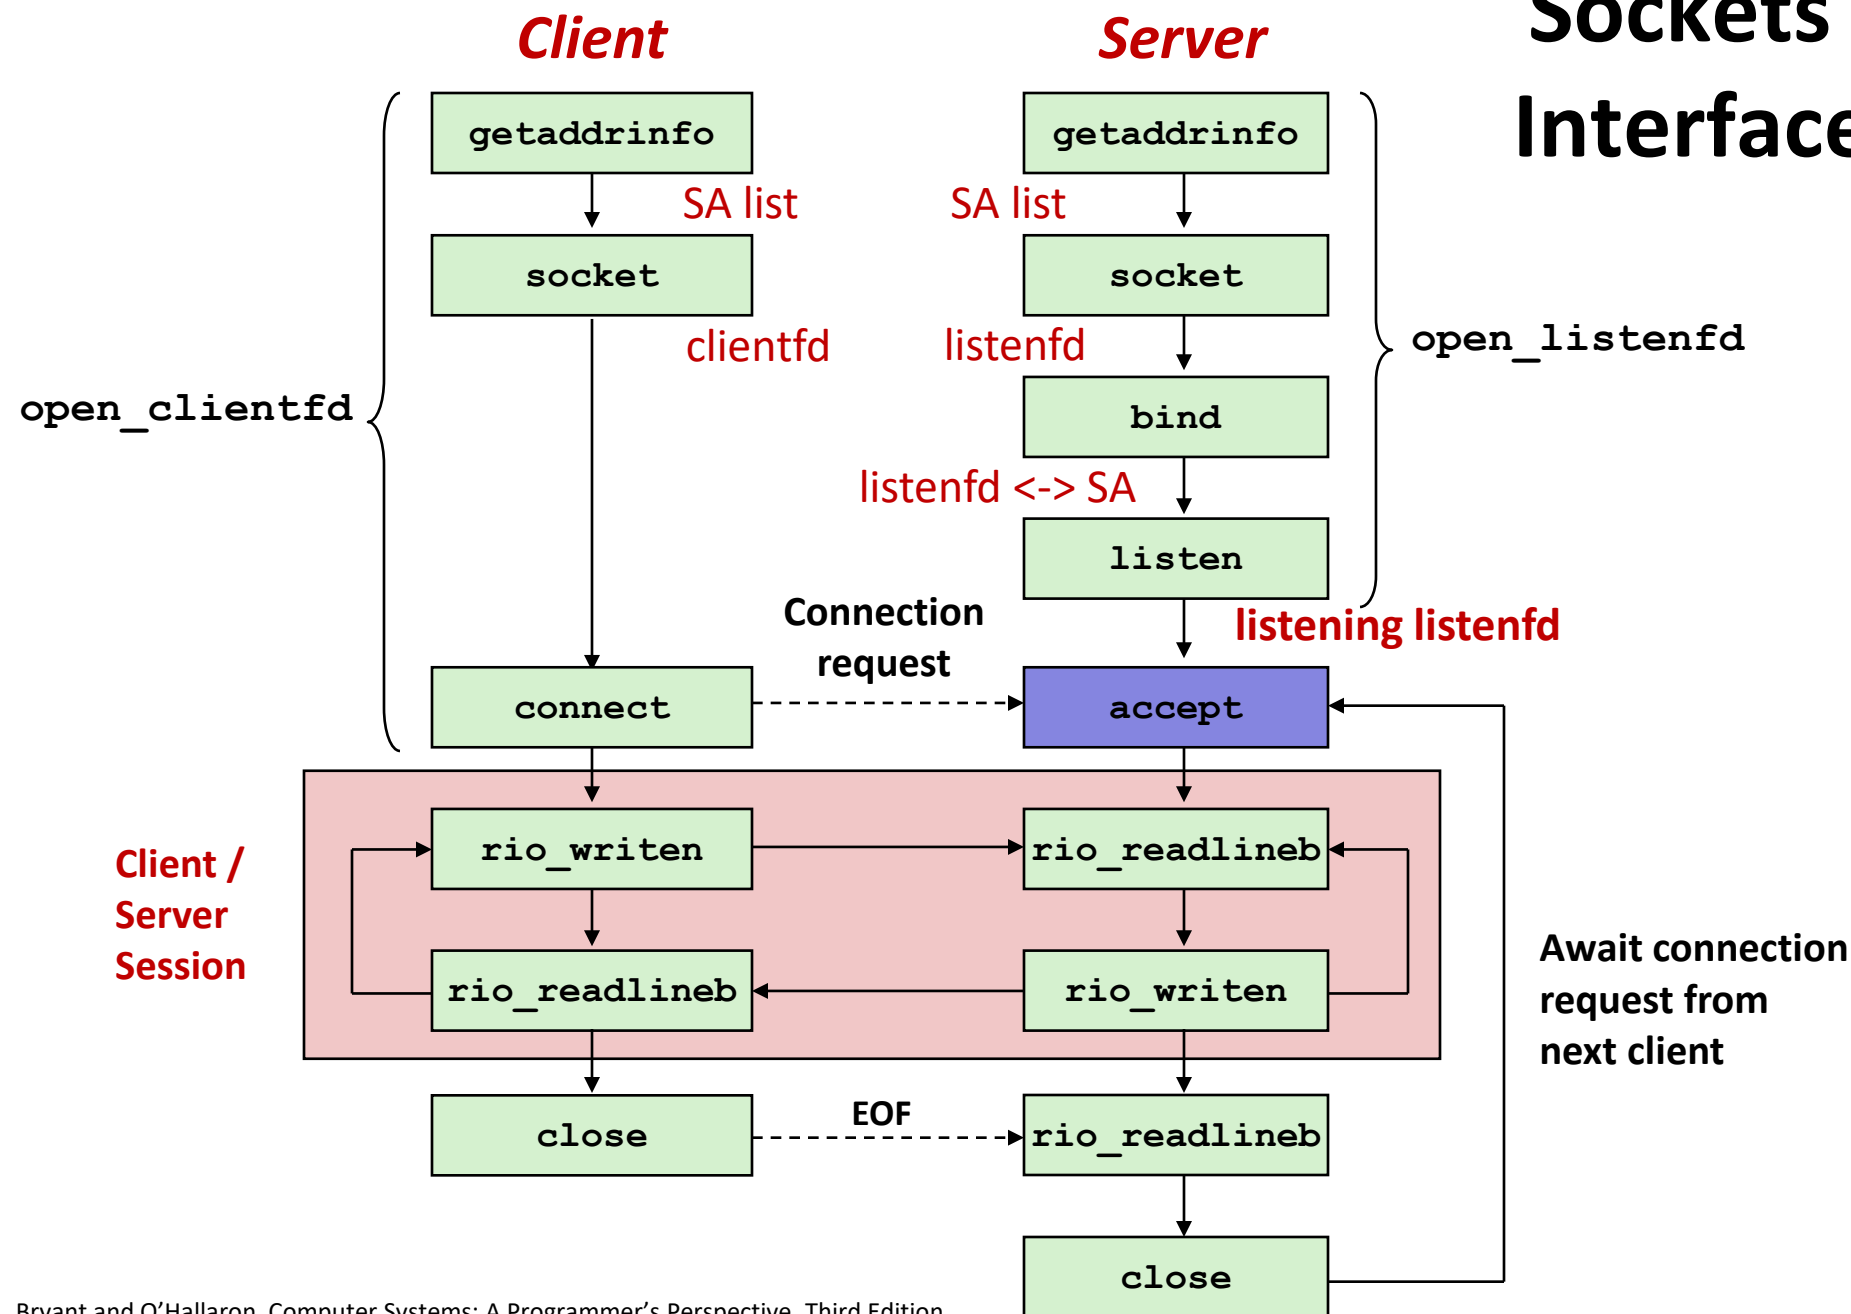 Sockets
Interface
Client
Server
getaddrinfo
getaddrinfo
SA list
SA list
socket
socket
clientfd
listenfd
open_listenfd
open_clientfd
bind
listenfd <-> SA
listen
Connection
request
listening listenfd
connect
accept
Client /
Server
Session
rio_writen
rio_readlineb
rio_readlineb
rio_writen
Await connection
request from
next client
close
EOF
rio_readlineb
close
Bryant and O'Hallaron, Computer Systems: A Programmer's Perspective, Third Edition